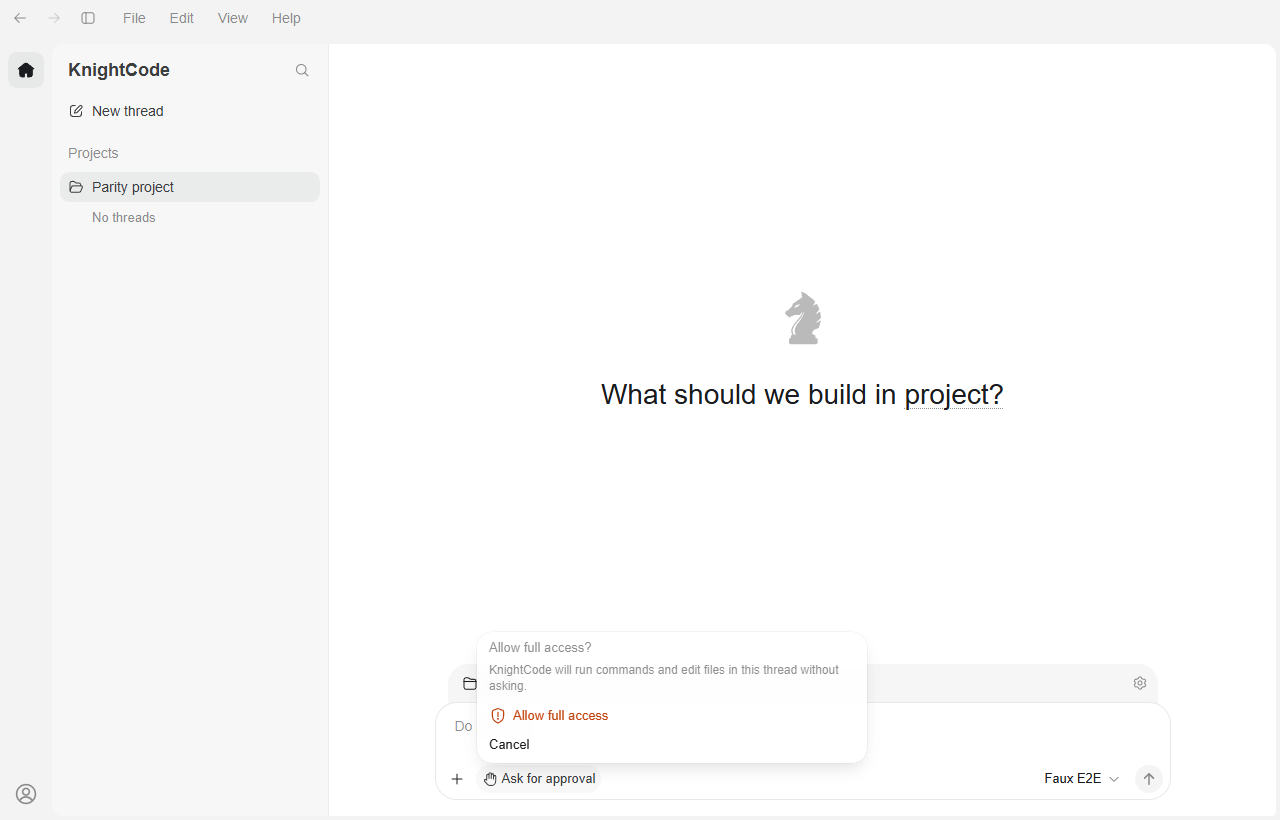 File Edit View Help
KnightCode
New thread
Projects
Parity project
No threads
What should we build in project?
Allow full access?
KnightCode will run commands and edit files in this thread without
asking.
Allow full access
Cancel
Do
Ask for approval
Faux E2E